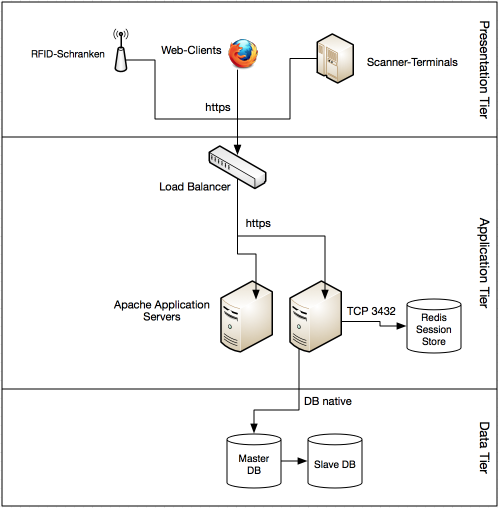 RFID-Schranken
Web-Clients
Scanner-Terminals
https
Presentation Tier
Load Balancer
https
Apache Application
Servers
TCP 3432
Redis
Session
Store
Application Tier
DB native
Master
DB
Slave DB
Data Tier